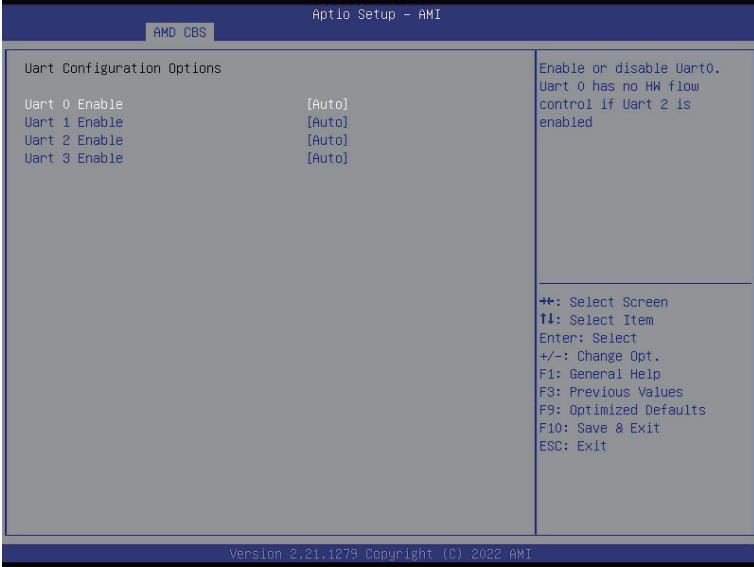 Aptio Setup – AMI
AMD CBS
Uart Configuration Options
Uart 0 Enable [Auto]
Uart 1 Enable [Auto]
Uart 2 Enable [Auto]
Uart 3 Enable [Auto]
Enable or disable Uart0.
Uart 0 has no HW flow
control if Uart 2 is
enabled
→←: Select Screen
↑↓: Select Item
Enter: Select
+/-: Change Opt.
F1: General Help
F3: Previous Values
F9: Optimized Defaults
F10: Save & Exit
ESC: Exit
Version 2.21.1279 Copyright (C) 2022 AMI